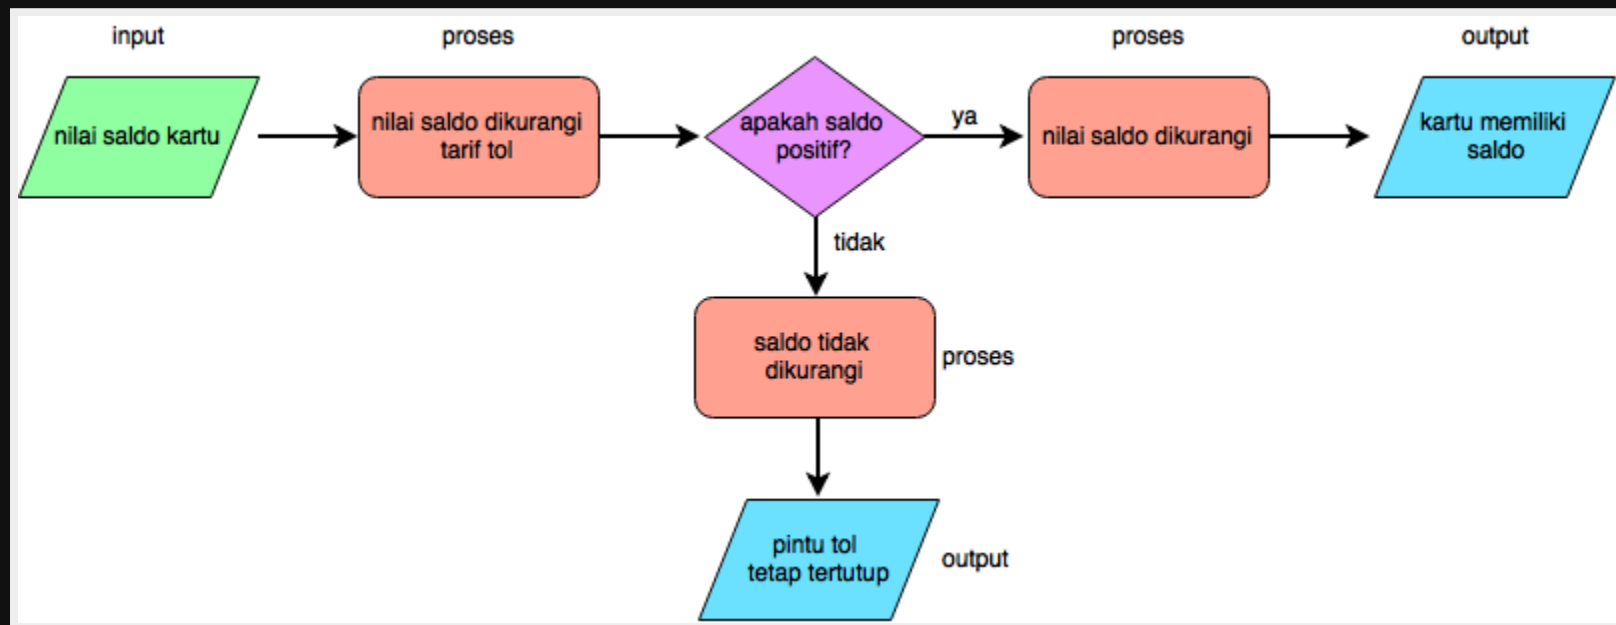 input
proses
proses
output
nilai saldo kartu
nilai saldo dikurangi
tarif tol
apakah saldo
positif?
ya
nilai saldo dikurangi
kartu memiliki
saldo
tidak
saldo tidak
dikurangi
proses
pintu tol
tetap tertutup
output